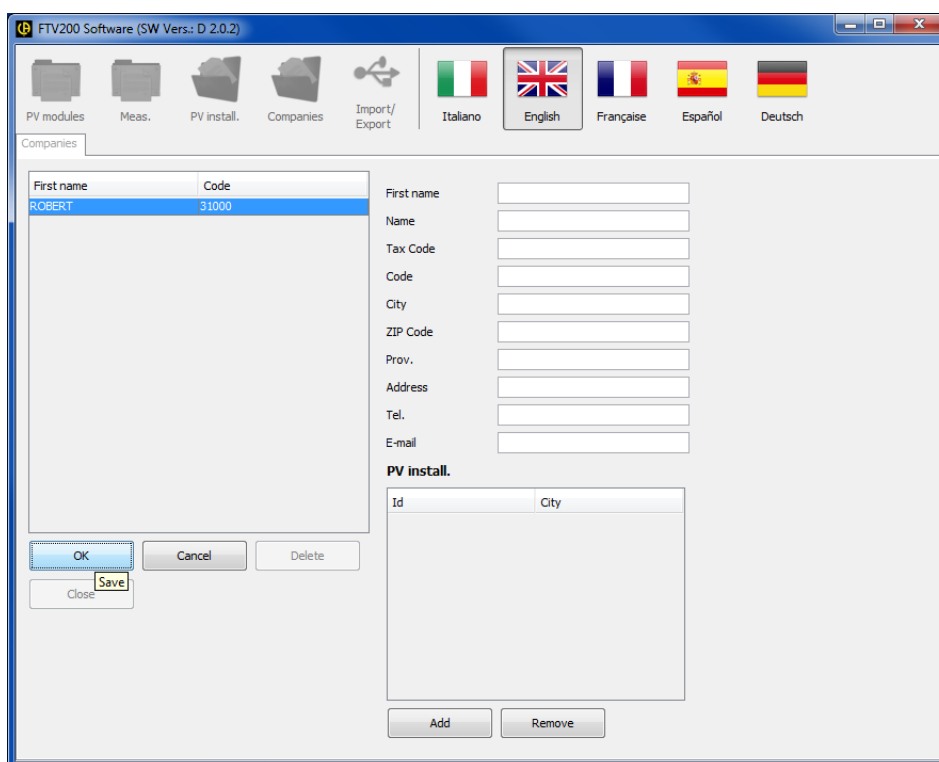 FTV200 Software (SW Vers.: D 2.0.2)
PV modules Meas. PV install. Companies Import/ Export Italiano English Française Español Deutsch
Companies
First name Code
ROBERT 31000
First name
Name
Tax Code
Code
City
ZIP Code
Prov.
Address
Tel.
E-mail
PV install.
Id City
OK Cancel Delete
Save
Close
Add Remove